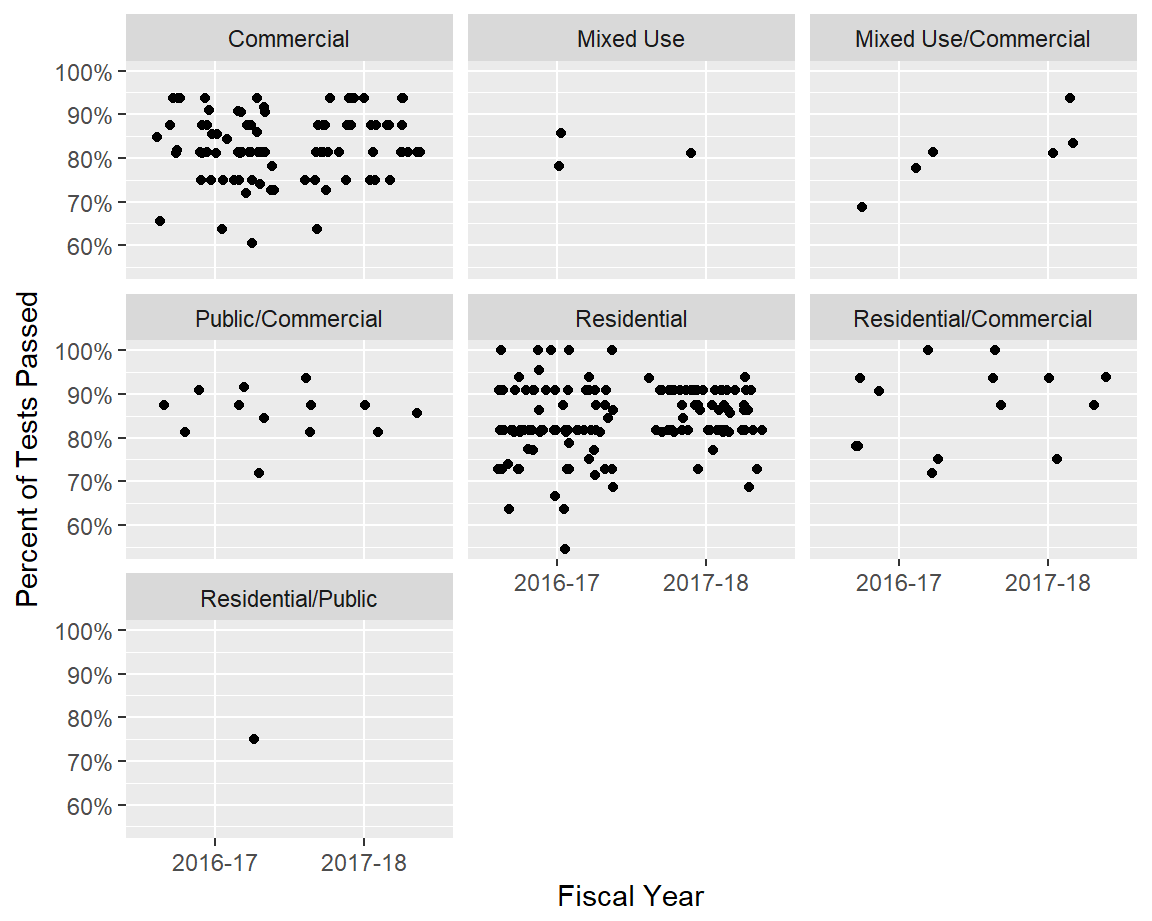 Commercial
Mixed Use
Mixed Use/Commercial
100%
90%
80%
70%
60%
Public/Commercial
Residential
Residential/Commercial
100%
90%
80%
70%
60%
2016-17
2017-18
2016-17
2017-18
Residential/Public
100%
90%
80%
70%
60%
2016-17
2017-18
Fiscal Year
Percent of Tests Passed